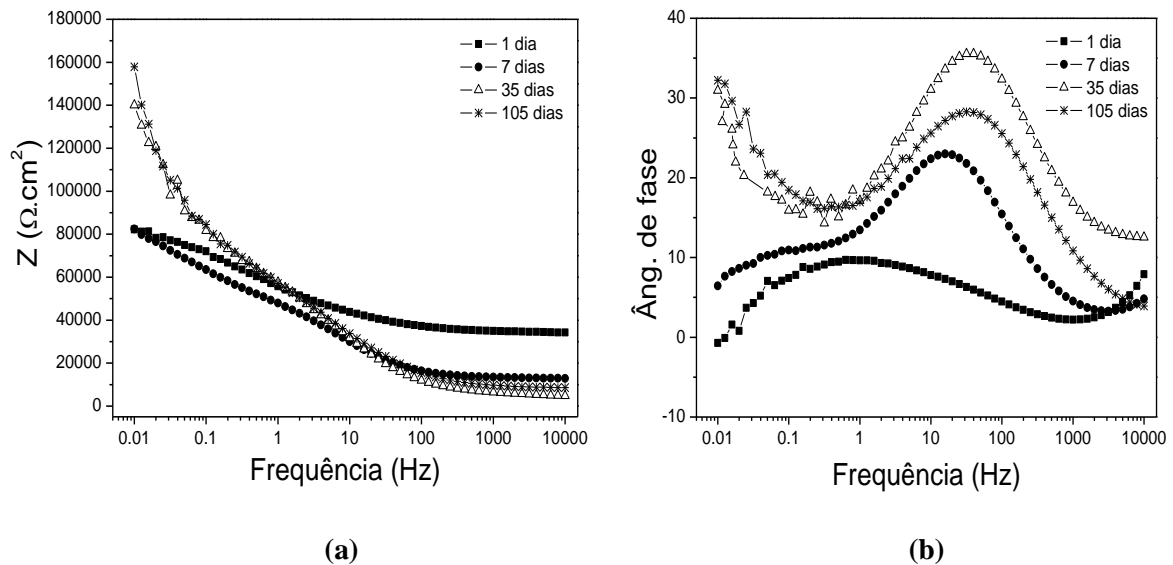 180000
160000
140000
120000
100000
80000
60000
40000
20000
0
Z (Ω.cm²)
1 dia
7 dias
35 dias
105 dias
0.01 0.1 1 10 100 1000 10000
Frequência (Hz)
(a)
40
30
20
10
0
-10
Âng. de fase
1 dia
7 dias
35 dias
105 dias
0.01 0.1 1 10 100 1000 10000
Frequência (Hz)
(b)